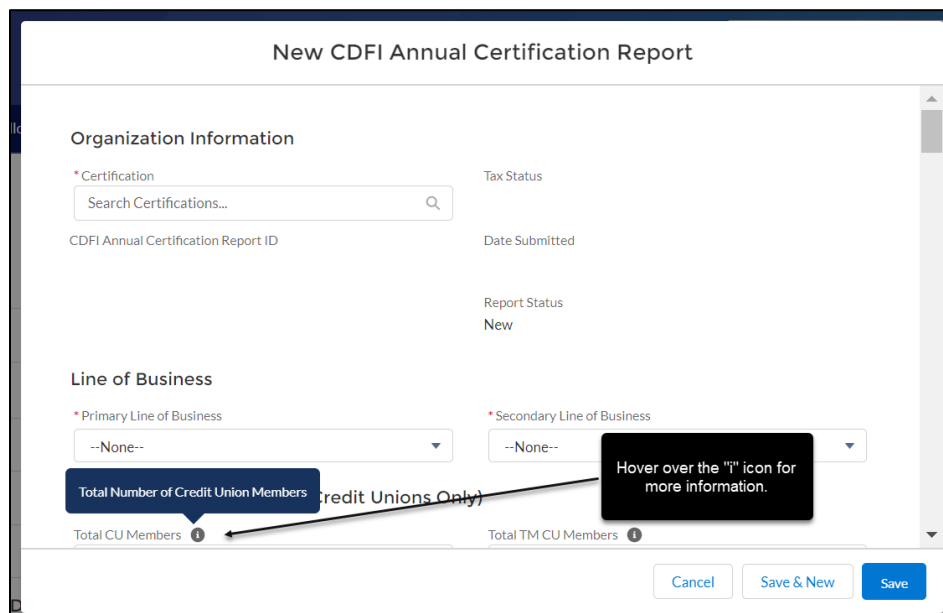 New CDFI Annual Certification Report
Organization Information
* Certification
Tax Status
Search Certifications...
CDFI Annual Certification Report ID
Date Submitted
Report Status
New
Line of Business
* Primary Line of Business
* Secondary Line of Business
--None--
--None--
Hover over the "i" icon for
more information.
Total Number of Credit Union Members
Credit Unions Only)
Total CU Members i
Total TM CU Members i
Cancel
Save & New
Save